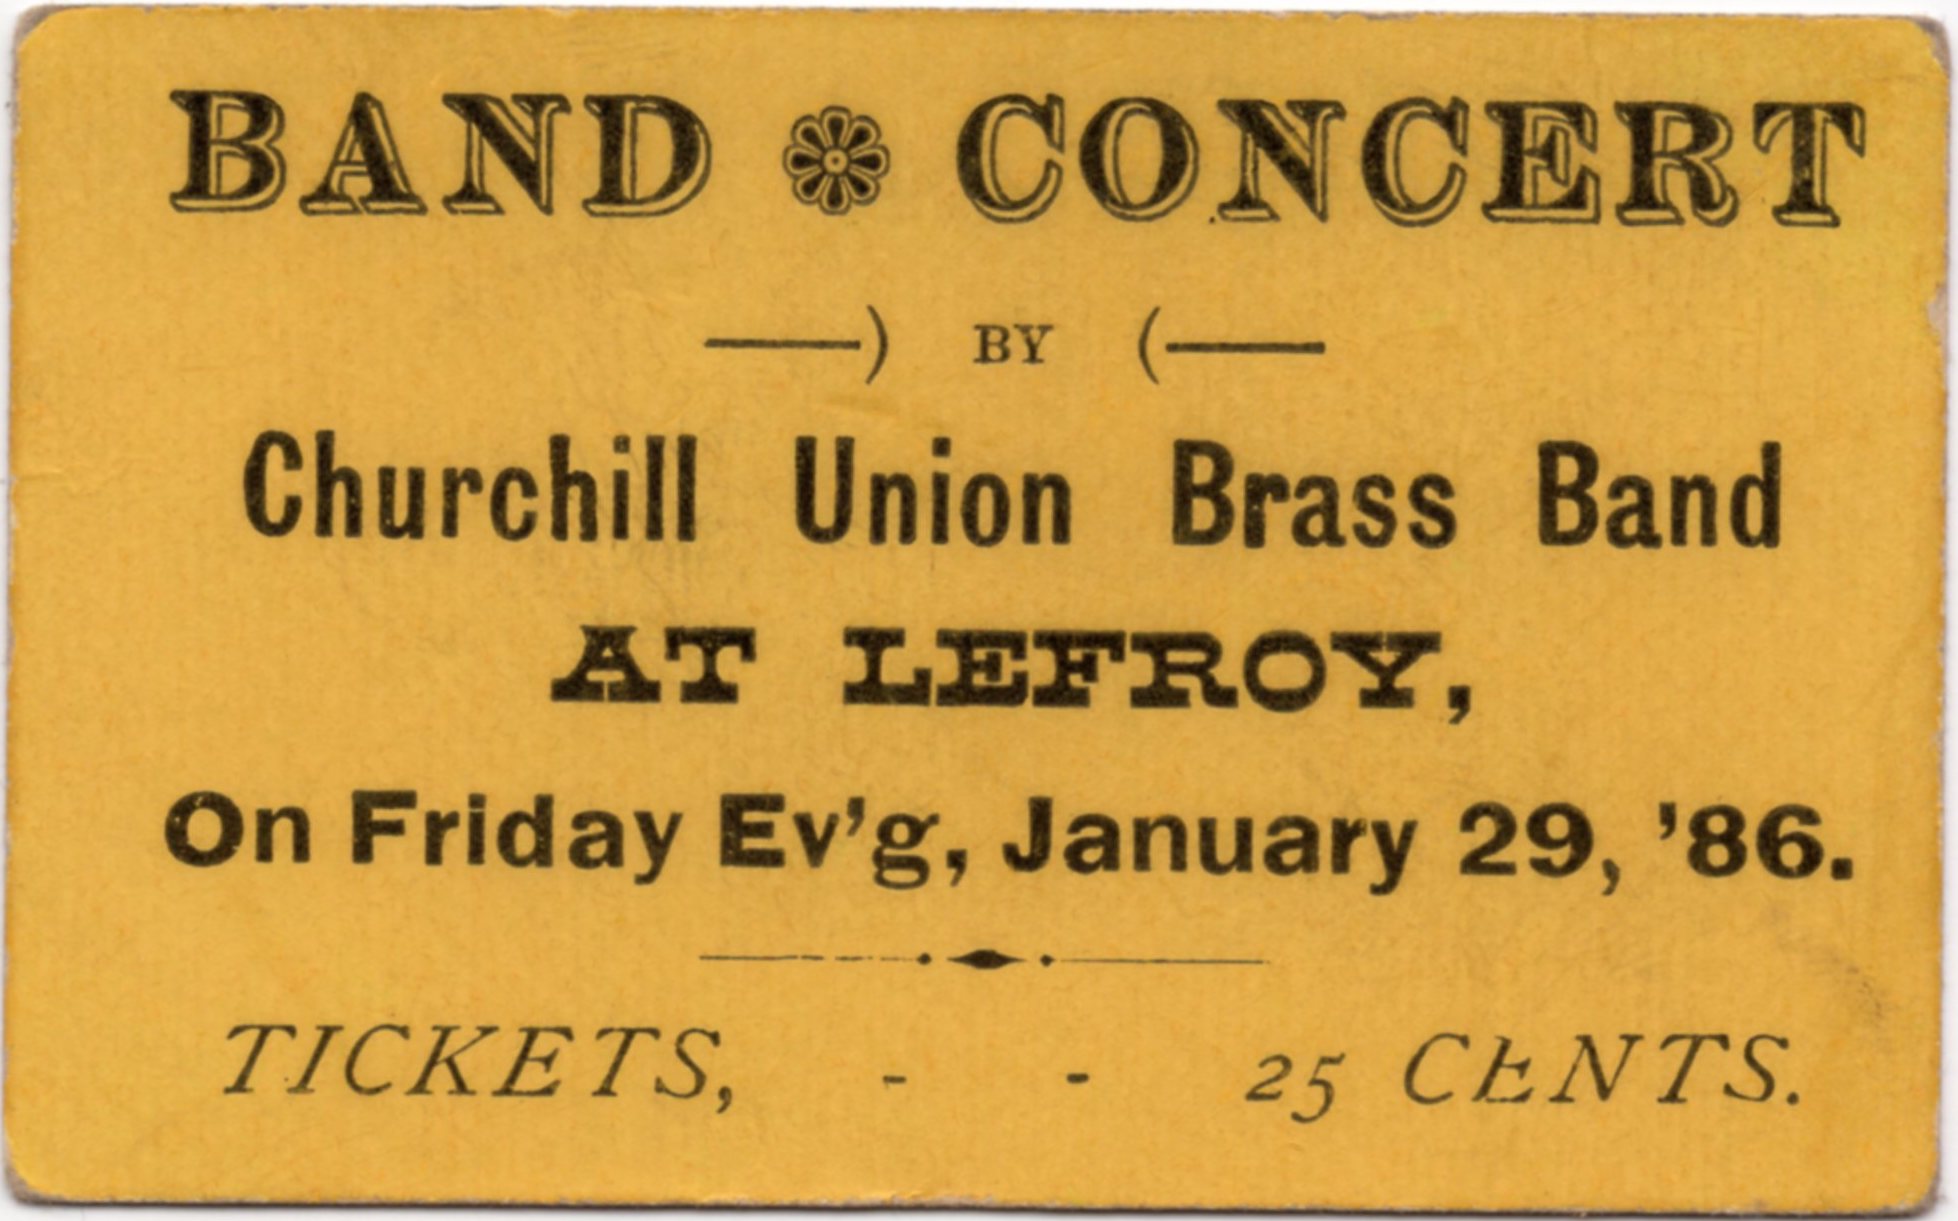 BAND CONCERT
BY
Churchill Union Brass Band
AT LEFROY,
On Friday Ev'g, January 29, '86.
TICKETS, - - 25 CENTS.